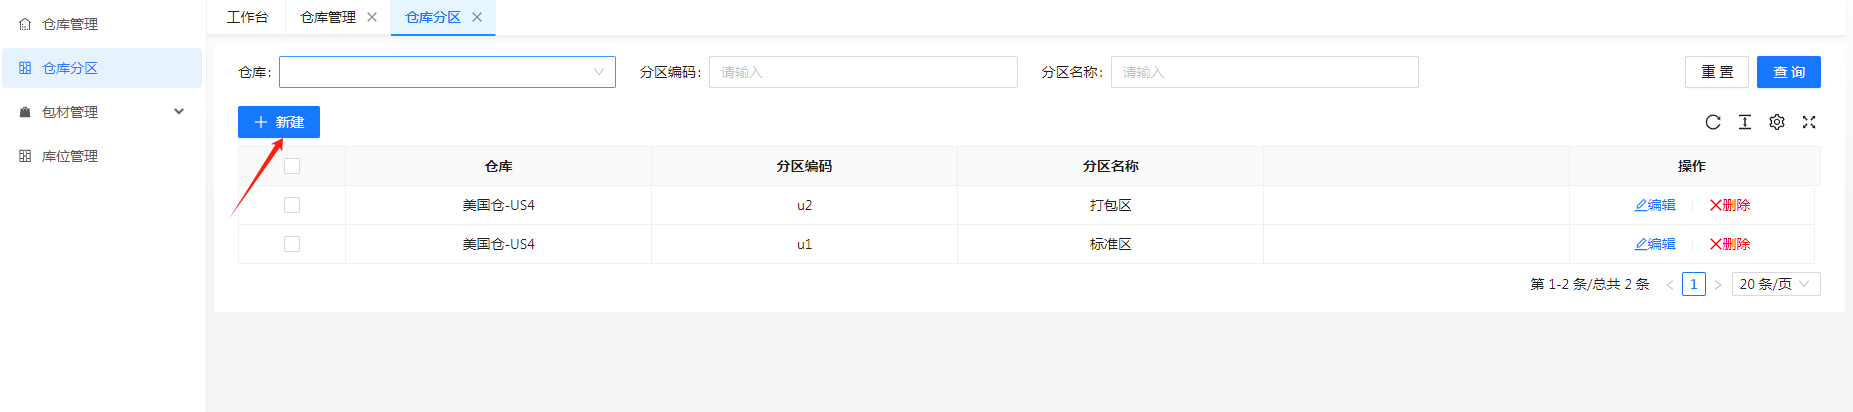 仓库管理
仓库分区
包材管理
库位管理
工作台 仓库管理 仓库分区
仓库: 分区编码: 请输入 分区名称: 请输入 重 置 查 询
新建
仓库 分区编码 分区名称 操作
美国仓-US4 u2 打包区 编辑 删除
美国仓-US4 u1 标准区 编辑 删除
第 1-2 条/总共 2 条 1 20 条/页